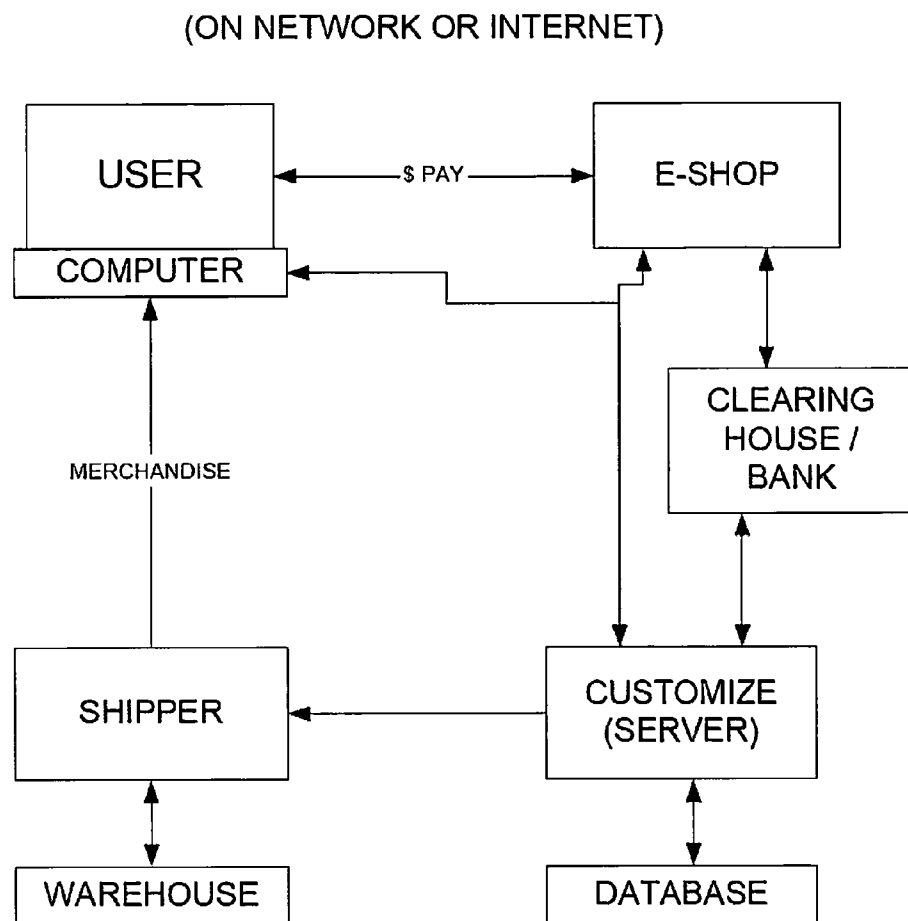 (ON NETWORK OR INTERNET)
USER
$ PAY
E-SHOP
COMPUTER
CLEARING
HOUSE /
BANK
MERCHANDISE
SHIPPER
CUSTOMIZE
(SERVER)
WAREHOUSE
DATABASE